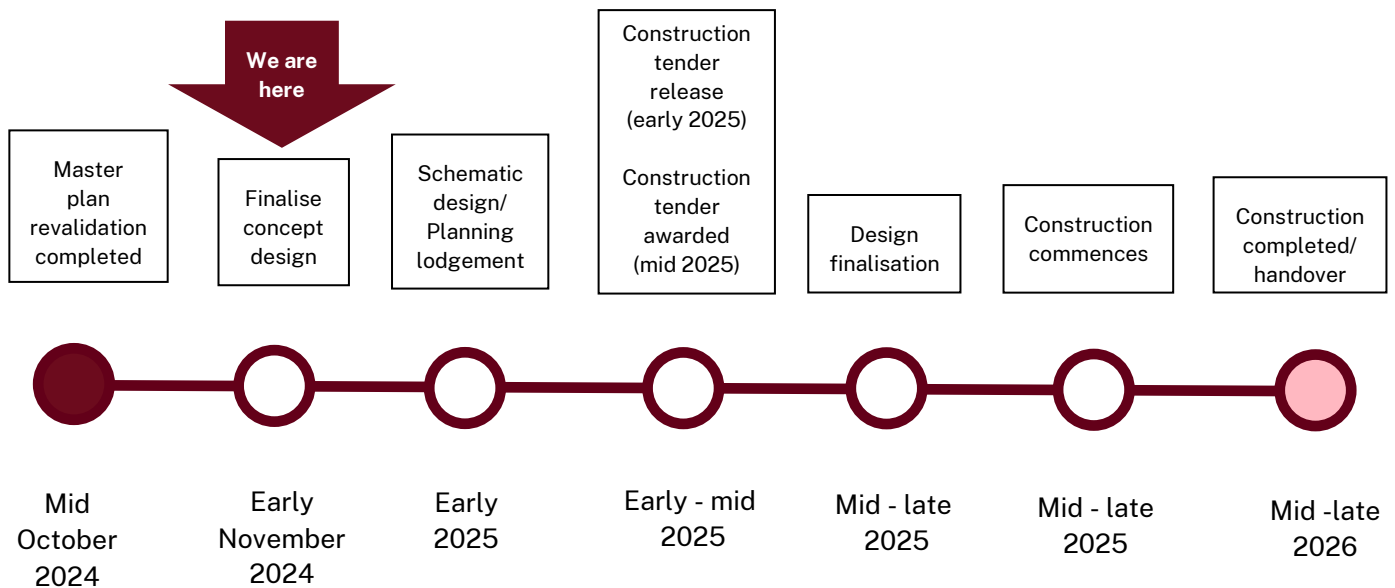 We are
here
Master
plan
revalidation
completed
Finalise
concept
design
Schematic
design/
Planning
lodgement
Construction
tender
release
(early 2025)
Construction
tender
awarded
(mid 2025)
Design
finalisation
Construction
commences
Construction
completed/
handover
Mid
October
2024
Early
November
2024
Early
2025
Early - mid
2025
Mid - late
2025
Mid - late
2025
Mid -late
2026